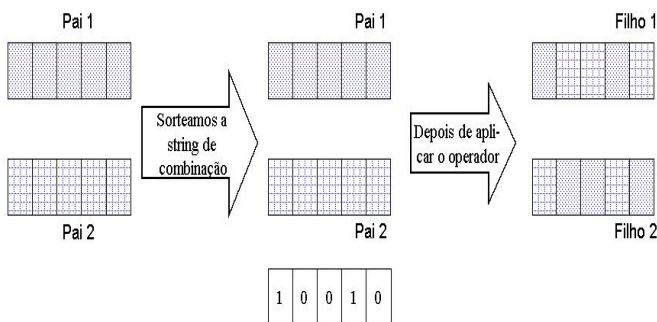 Pai 1
Pai 1
Filho 1
Sorteamos a
string de
combinação
Depois de apli-
car o operador
Pai 2
Pai 2
Filho 2
1 0 0 1 0